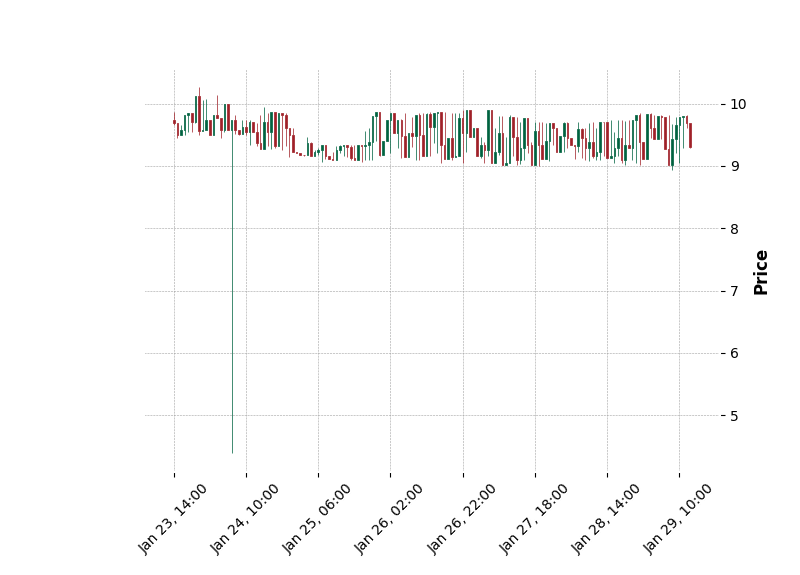 10
9
8
7
6
5
Price
Jan 23, 14:00
Jan 24, 10:00
Jan 25, 06:00
Jan 26, 02:00
Jan 26, 22:00
Jan 27, 18:00
Jan 28, 14:00
Jan 29, 10:00